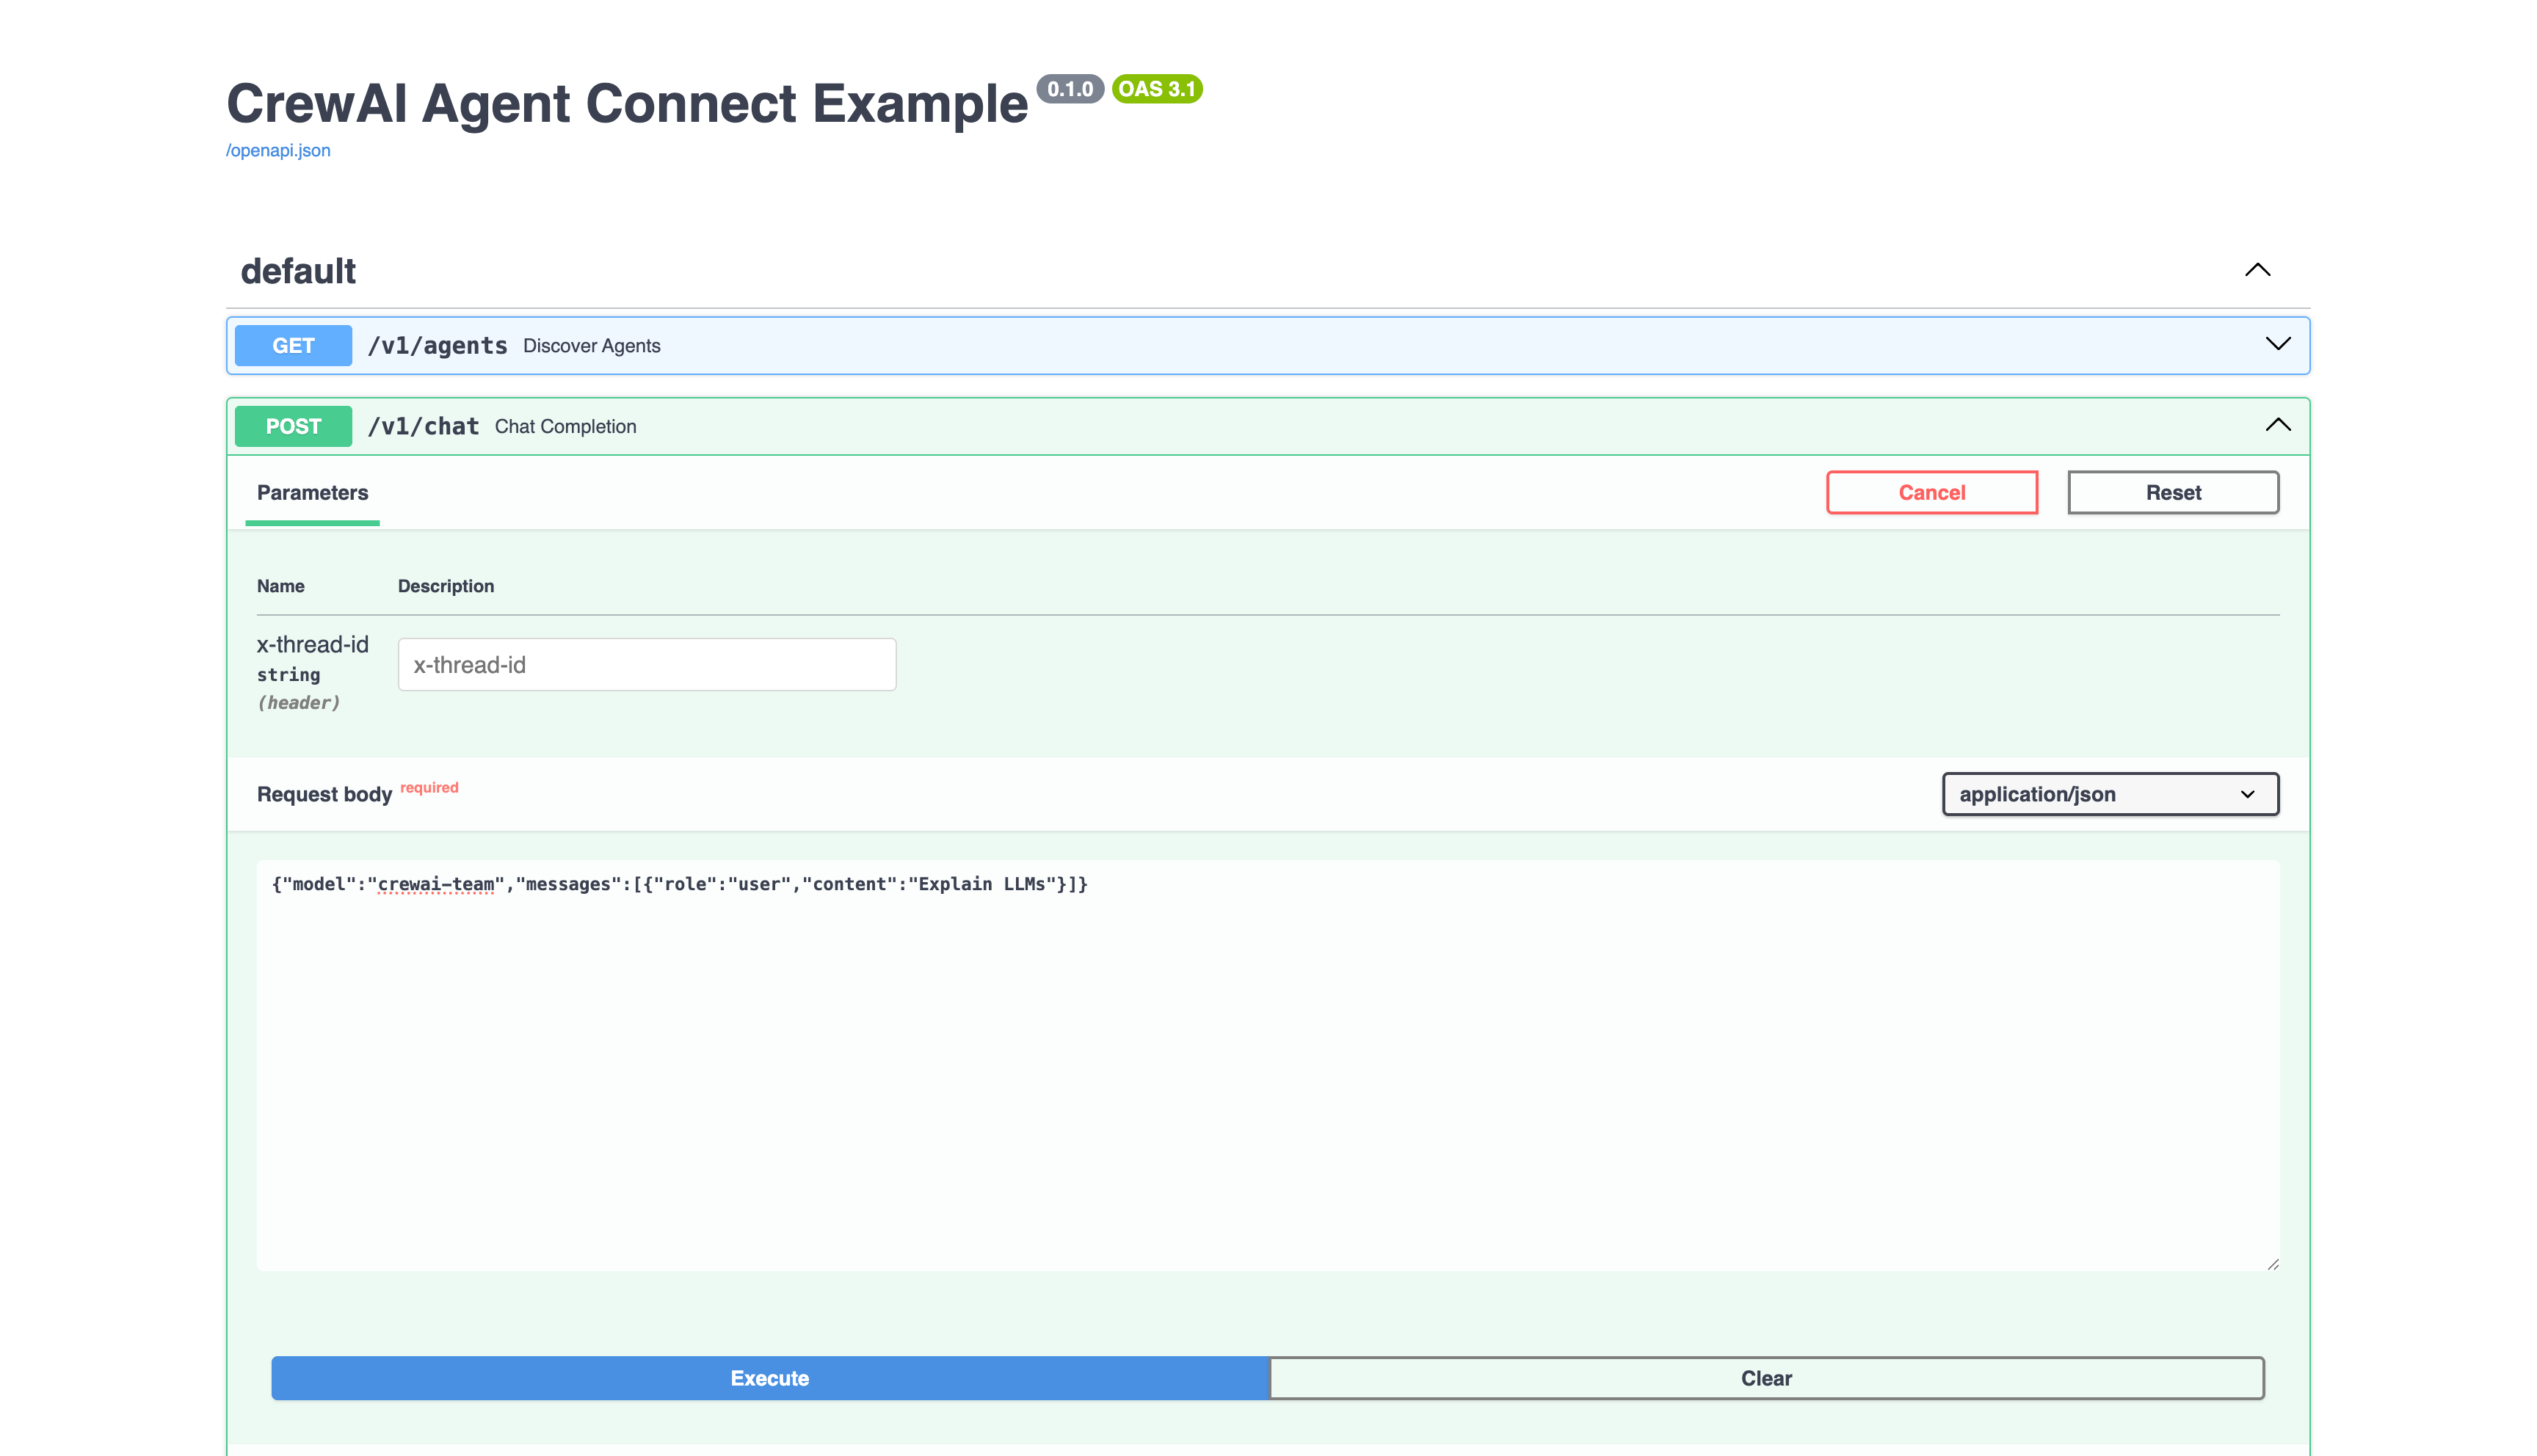 CrewAI Agent Connect Example 0.1.0 OAS 3.1
/openapi.json
default
GET /v1/agents Discover Agents
POST /v1/chat Chat Completion
Parameters Cancel Reset
Name Description
x-thread-id
string
(header)
x-thread-id
Request body required application/json
{"model":"crewai-team","messages":[{"role":"user","content":"Explain LLMs"}]}
Execute Clear